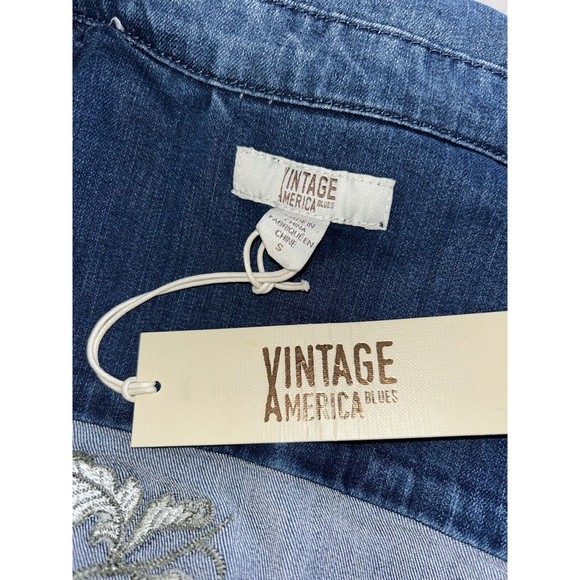 VINTAGE
AMERICA BLUES
MADE IN
CHINA
FABRIQUÉ EN
CHINE
S
VINTAGE
AMERICA BLUES